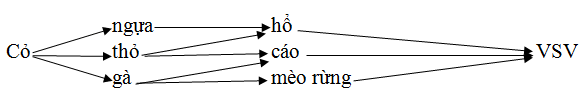 ngựa hổ
Cỏ thỏ cáo VSV
gà mèo rừng